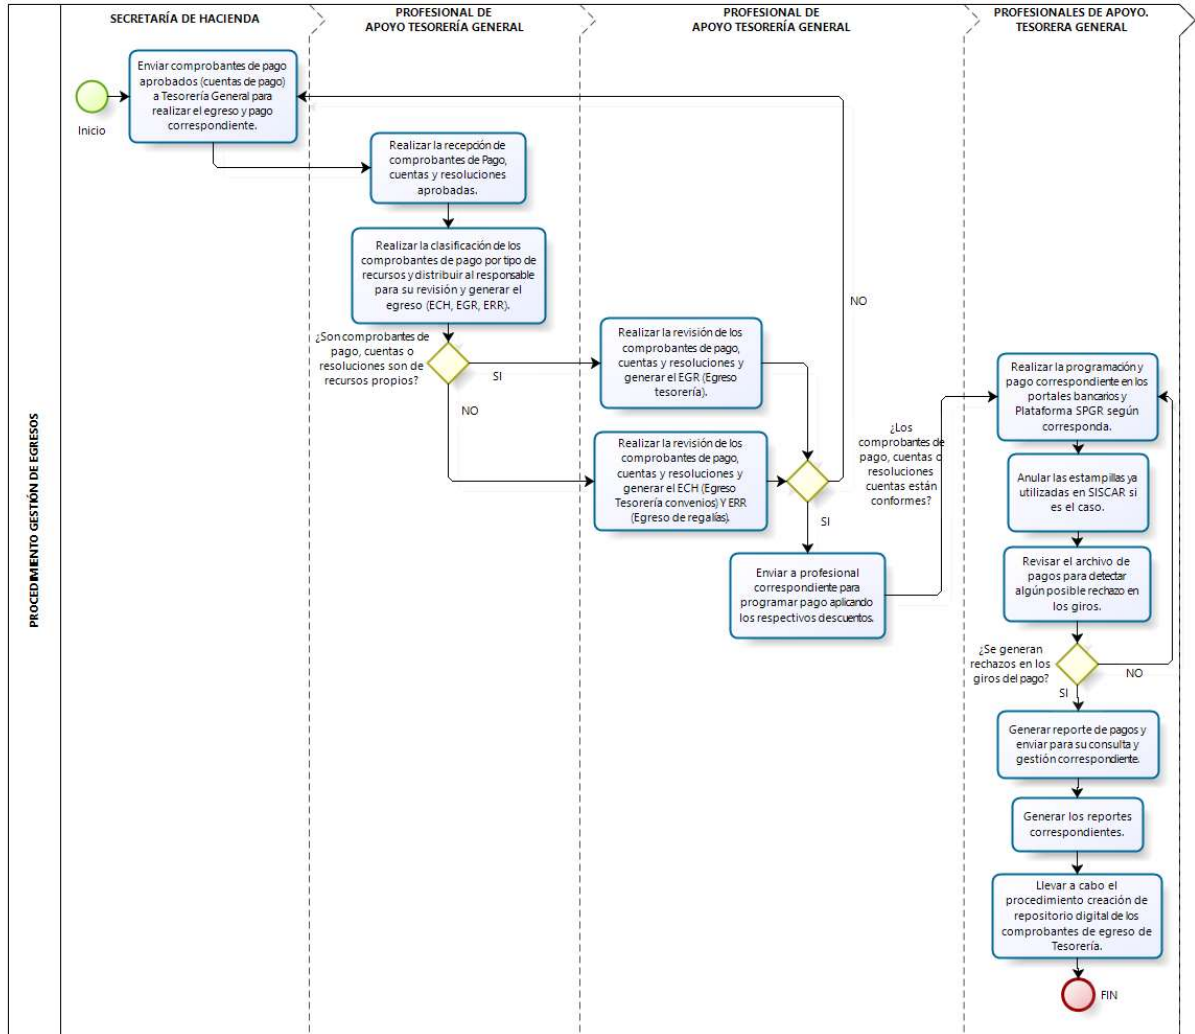 SECRETARÍA DE HACIENDA
PROFESIONAL DE
APOYO TESORERÍA GENERAL
PROFESIONAL DE
APOYO TESORERÍA GENERAL
PROFESIONALES DE APOYO.
TESORERA GENERAL
PROCEDIMIENTO GESTIÓN DE EGRESOS
Inicio
Enviar comprobantes de pago
aprobados (cuentas de pago)
a Tesorería General para
realizar el egreso y pago
correspondiente.
Realizar la recepción de
comprobantes de Pago,
cuentas y resoluciones
aprobadas.
Realizar la clasificación de los
comprobantes de pago por tipo de
recursos y distribuir al responsable
para su revisión y generar el
egreso (ECH, EGR, ERR).
¿Son comprobantes de
pago, cuentas o
resoluciones son de
recursos propios?
SI
NO
Realizar la revisión de los
comprobantes de pago,
cuentas y resoluciones y
generar el EGR (Egreso
tesorería).
Realizar la revisión de los
comprobantes de pago,
cuentas y resoluciones y
generar el ECH (Egreso
Tesorería convenios) Y ERR
(Egreso de regalías).
NO
¿Los
comprobantes de
pago, cuentas o
resoluciones
cuentas están
conformes?
SI
Enviar a profesional
correspondiente para
programar pago aplicando
los respectivos descuentos.
Realizar la programación y
pago correspondiente en los
portales bancarios y
Plataforma SPGR según
corresponda.
Anular las estampillas ya
utilizadas en SISCAR si
es el caso.
Revisar el archivo de
pagos para detectar
algún posible rechazo en
los giros.
¿Se generan
rechazos en los
giros del pago?
NO
SI
Generar reporte de pagos y
enviar para su consulta y
gestión correspondiente.
Generar los reportes
correspondientes.
Llevar a cabo el
procedimiento creación de
repositorio digital de los
comprobantes de egreso de
Tesorería.
FIN